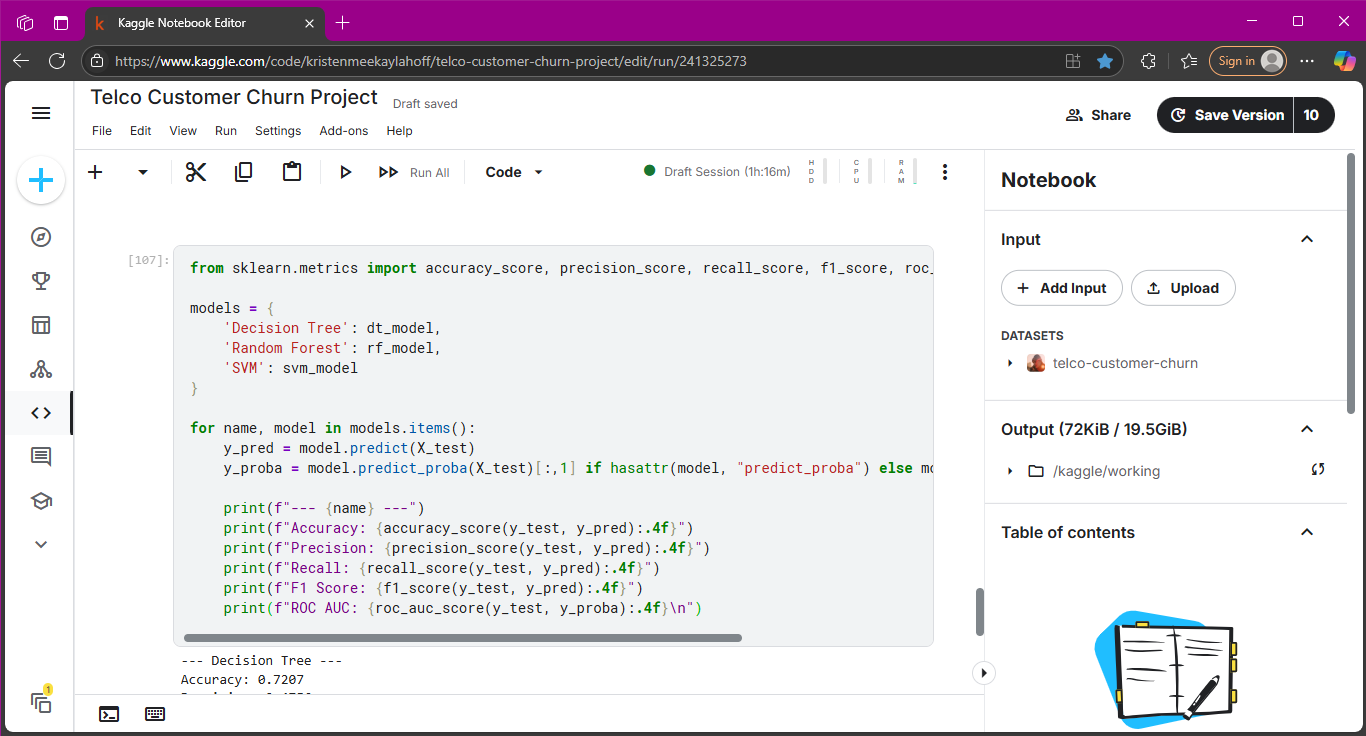 Kaggle Notebook Editor
https://www.kaggle.com/code/kristenmeekaylahoff/telco-customer-churn-project/edit/run/241325273
Sign in
Telco Customer Churn Project
Draft saved
File Edit View Run Settings Add-ons Help
Share
Save Version
10
Run All
Code
Draft Session (1h:16m)
HDD
CPU
RAM
[107]:
from sklearn.metrics import accuracy_score, precision_score, recall_score, f1_score, roc_
models = {
'Decision Tree': dt_model,
'Random Forest': rf_model,
'SVM': svm_model
}
for name, model in models.items():
y_pred = model.predict(X_test)
y_proba = model.predict_proba(X_test)[:,1] if hasattr(model, "predict_proba") else mo
print(f"--- {name} ---")
print(f"Accuracy: {accuracy_score(y_test, y_pred):.4f}")
print(f"Precision: {precision_score(y_test, y_pred):.4f}")
print(f"Recall: {recall_score(y_test, y_pred):.4f}")
print(f"F1 Score: {f1_score(y_test, y_pred):.4f}")
print(f"ROC AUC: {roc_auc_score(y_test, y_proba):.4f}\n")
--- Decision Tree ---
Accuracy: 0.7207
1
Notebook
Input
Add Input
Upload
DATASETS
telco-customer-churn
Output (72KiB / 19.5GiB)
/kaggle/working
Table of contents